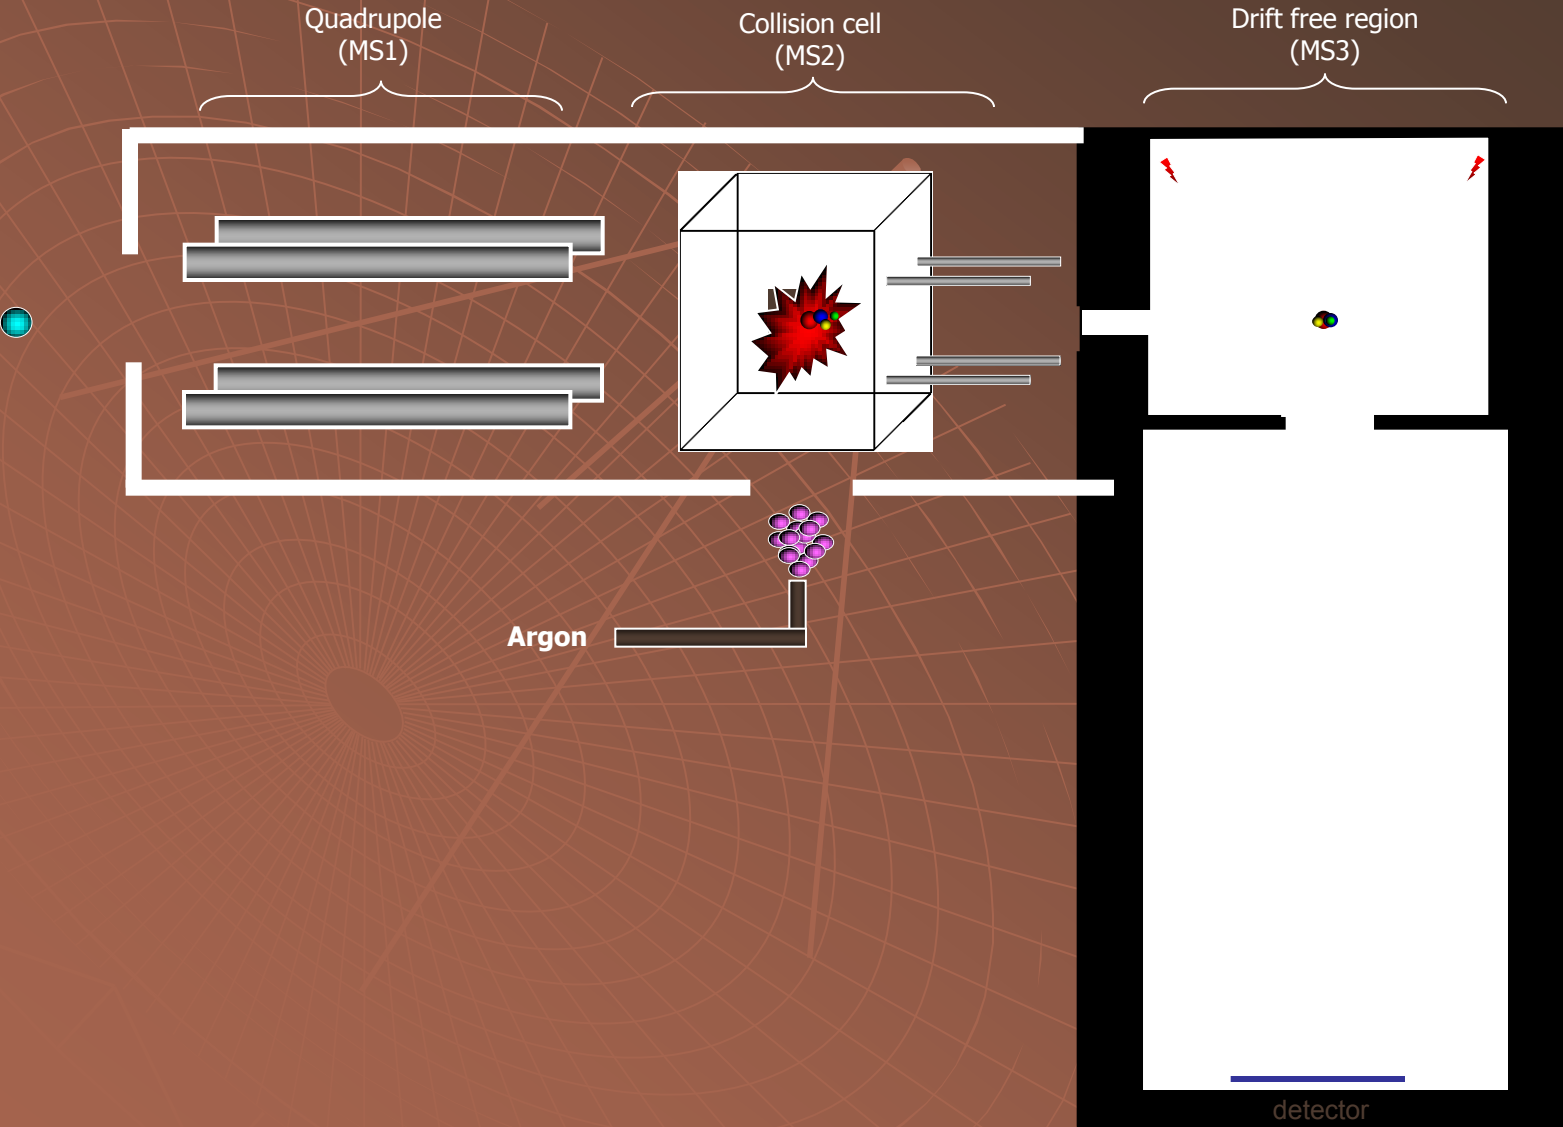 Quadrupole
(MS1)
Collision cell
(MS2)
Drift free region
(MS3)
Argon
detector